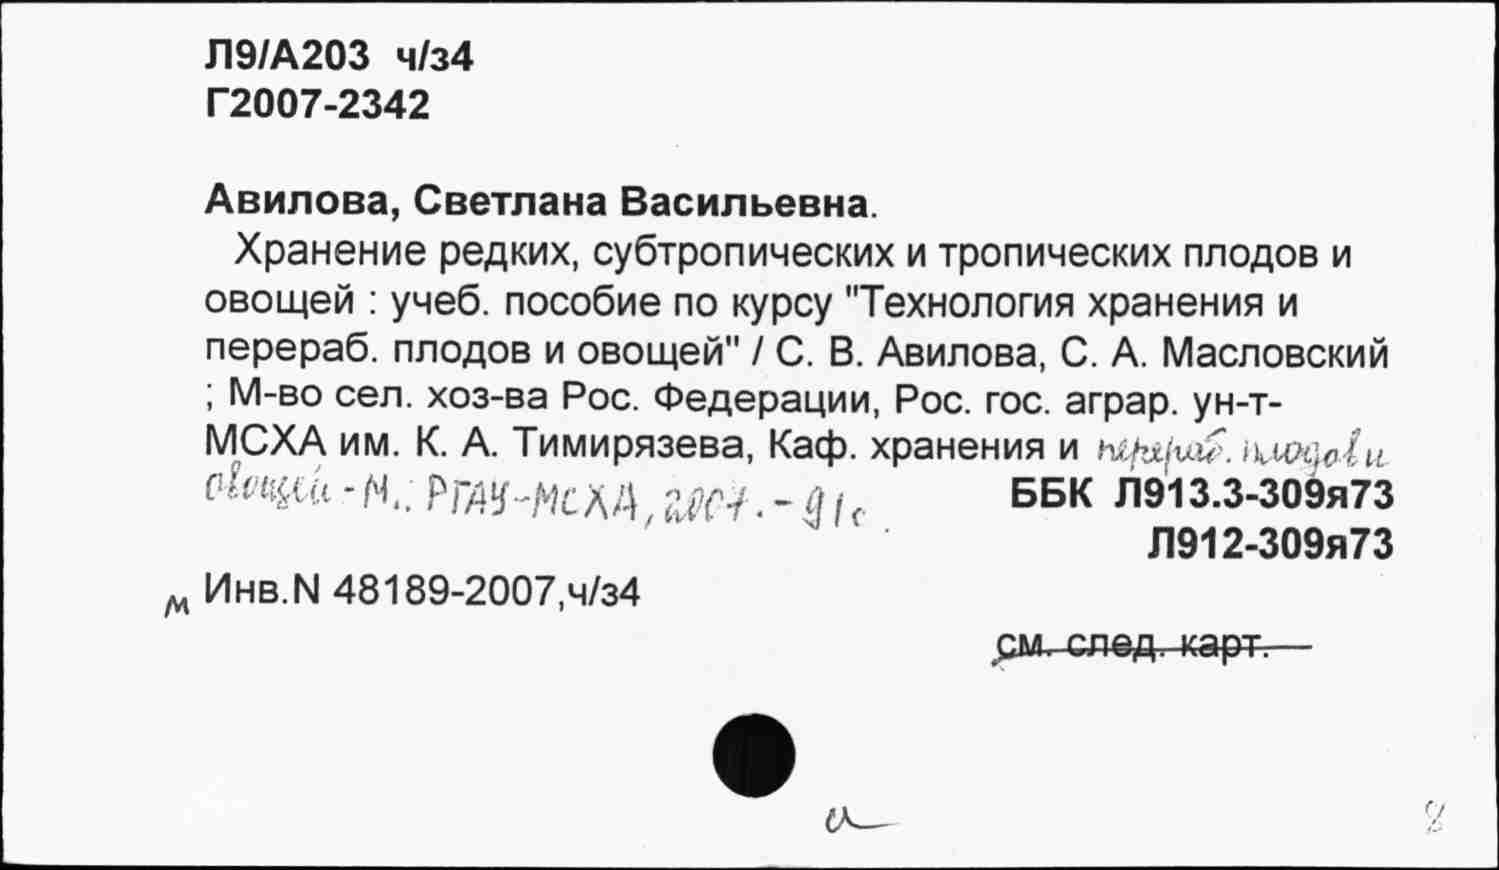 Л9/А203 ч/з4
Г2007-2342
Авилова, Светлана Васильевна.
Хранение редких, субтропических и тропических плодов и
овощей : учеб. пособие по курсу "Технология хранения и
перераб. плодов и овощей" / С. В. Авилова, С. А. Масловский
; М-во сел. хоз-ва Рос. Федерации, Рос. гос. аграр. ун-т-
МСХА им. К. А. Тимирязева, Каф. хранения и перераб. плодов и
овощей - М.: РГАУ-МСХА, 2007. - 91с.
ББК Л913.3-309я73
Л912-309я73
м Инв.N 48189-2007,ч/з4
см. след. карт.
а
8